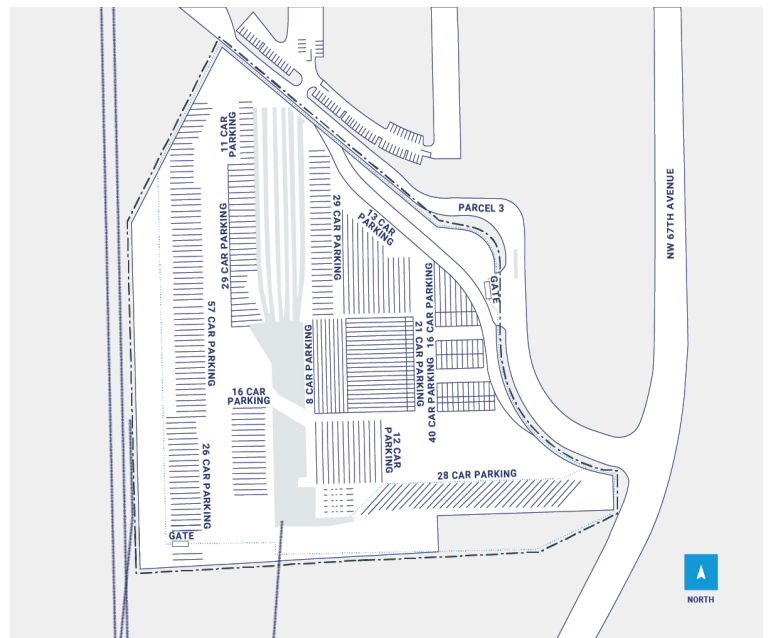 11 CAR
PARKING
29 CAR PARKING
29 CAR PARKING
13 CAR
PARKING
PARCEL 3
NW 67TH AVENUE
GATE
57 CAR PARKING
8 CAR PARKING
21 CAR PARKING
16 CAR PARKING
40 CAR PARKING
16 CAR
PARKING
12 CAR
PARKING
26 CAR PARKING
28 CAR PARKING
GATE
NORTH